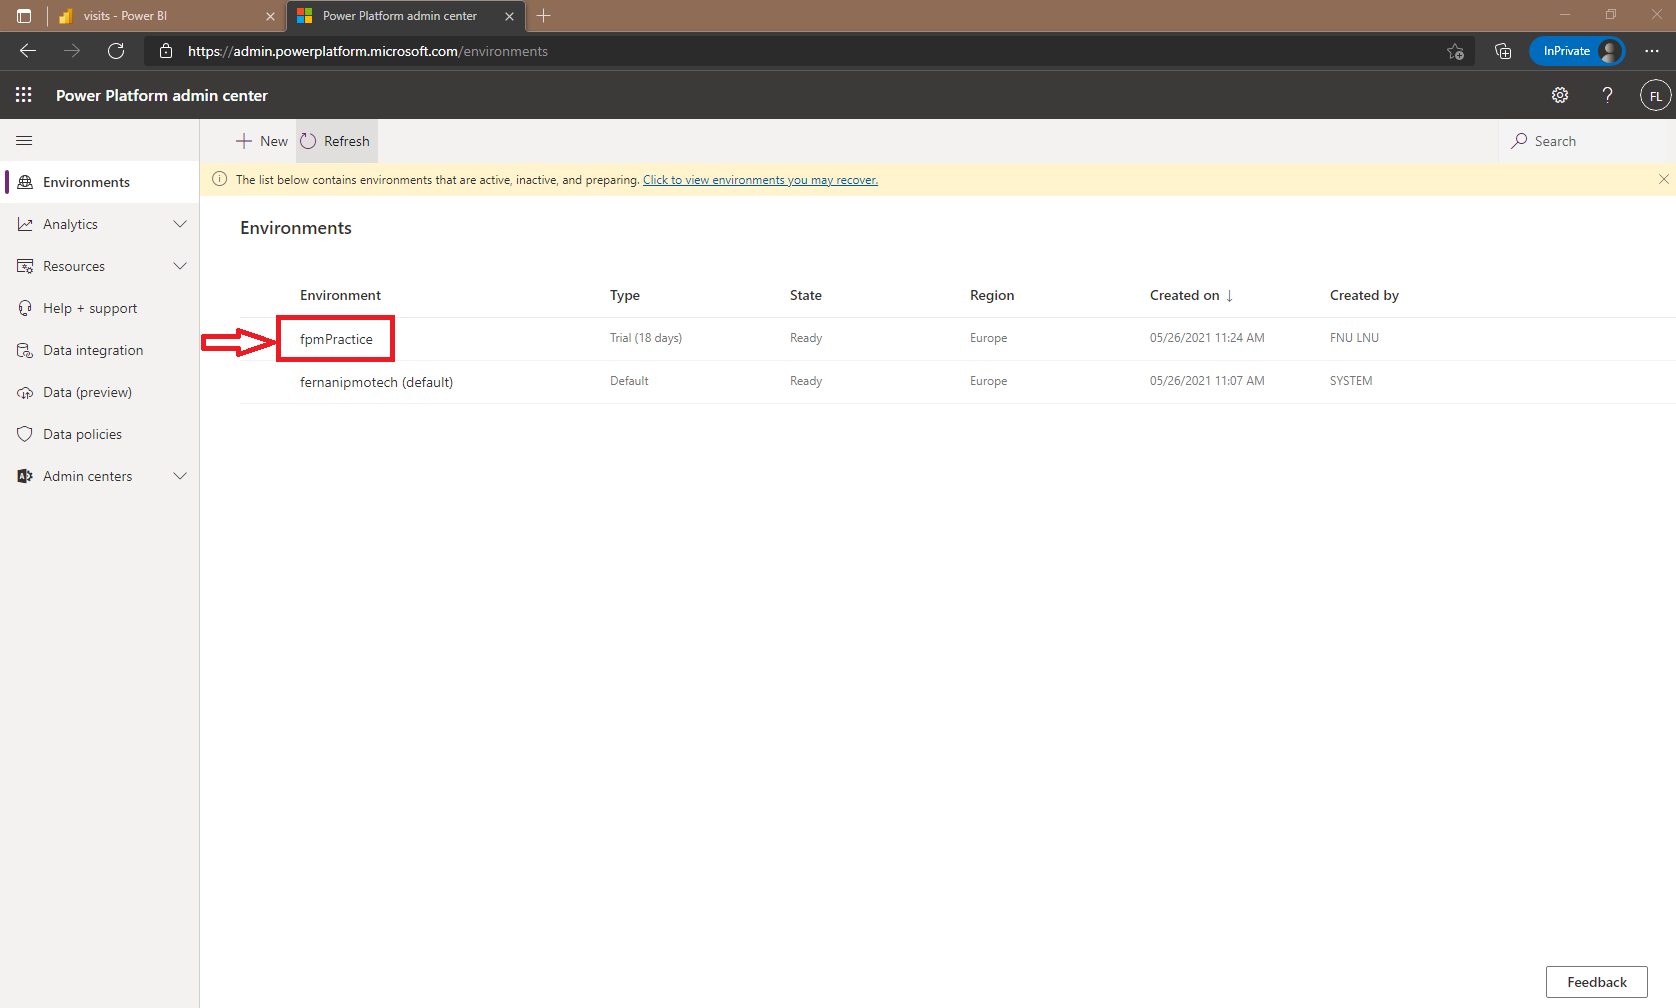 visits - Power BI
Power Platform admin center
https://admin.powerplatform.microsoft.com/environments
InPrivate
Power Platform admin center
?
FL
New
Refresh
Search
The list below contains environments that are active, inactive, and preparing. Click to view environments you may recover.
Environments
Analytics
Resources
Help + support
Data integration
Data (preview)
Data policies
Admin centers
Environments
Environment Type State Region Created on ↓ Created by
fpmPractice Trial (18 days) Ready Europe 05/26/2021 11:24 AM FNU LNU
fernanipmotech (default) Default Ready Europe 05/26/2021 11:07 AM SYSTEM
Feedback